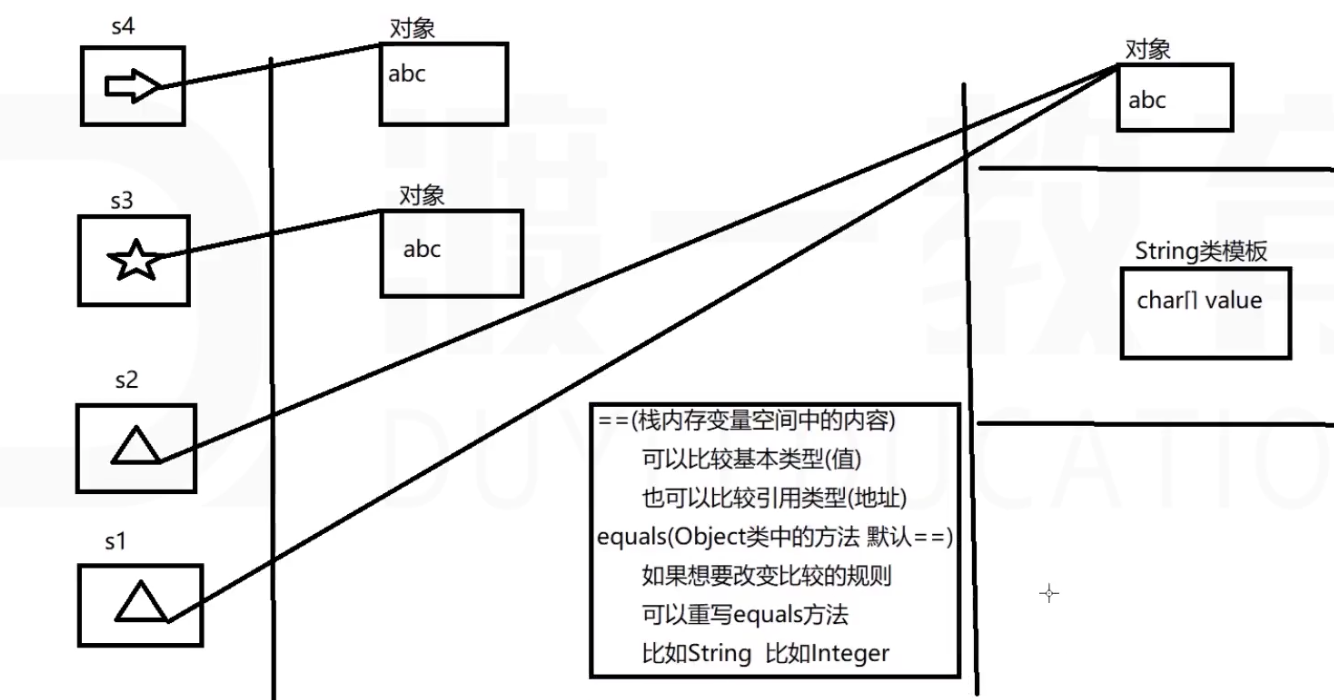 s4
对象
abc
对象
abc
s3
对象
abc
String类模板
char[] value
s2
s1
==(栈内存变量空间中的内容)
可以比较基本类型(值)
也可以比较引用类型(地址)
equals(Object类中的方法 默认==)
如果想要改变比较的规则
可以重写equals方法
比如String 比如Integer
渡一教育
DUYI EDUCATIO